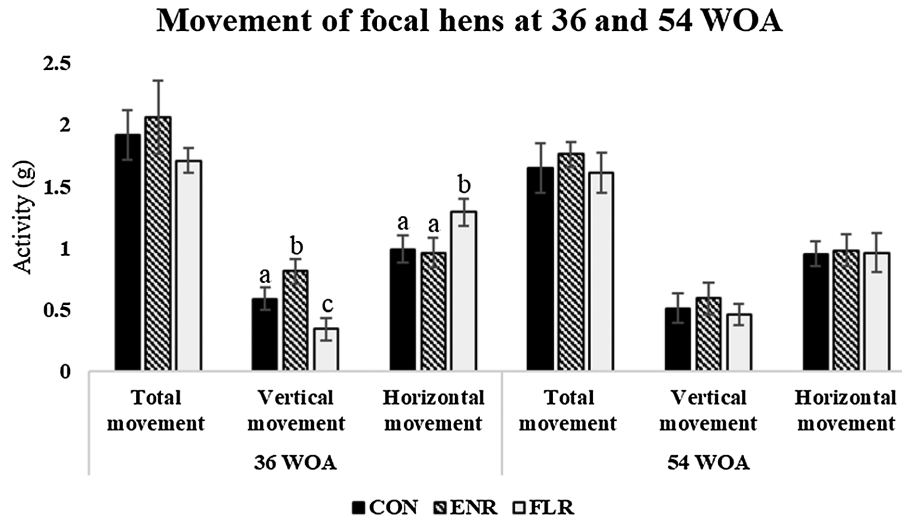 Movement of focal hens at 36 and 54 WOA
2.5
2
1.5
1
0.5
0
Activity (g)
a
b
c
a
a
b
Total movement
Vertical movement
Horizontal movement
Total movement
Vertical movement
Horizontal movement
36 WOA
54 WOA
CON ENR FLR